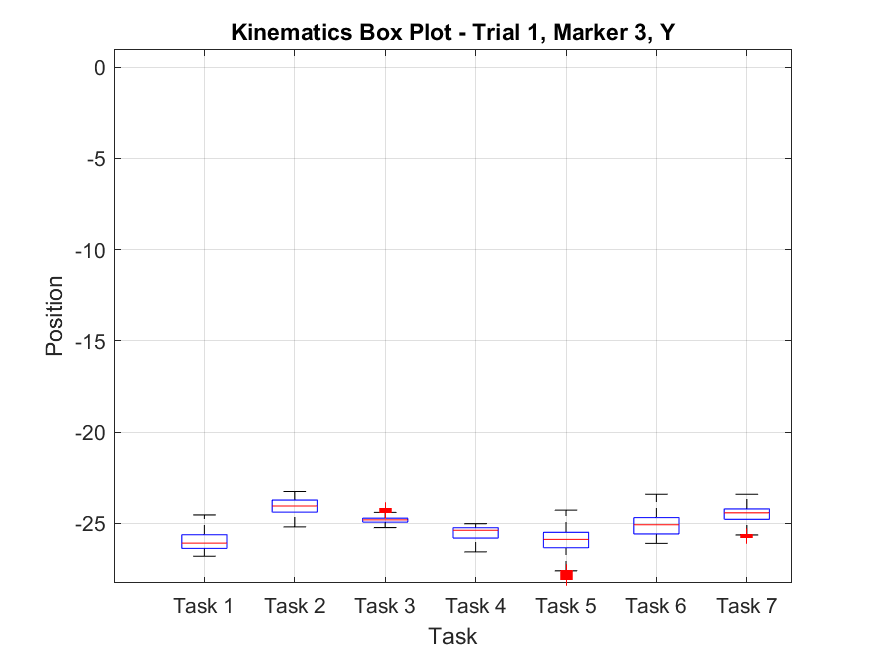 Kinematics Box Plot - Trial 1, Marker 3, Y
0
-5
-10
-15
-20
-25
Position
Task 1 Task 2 Task 3 Task 4 Task 5 Task 6 Task 7
Task